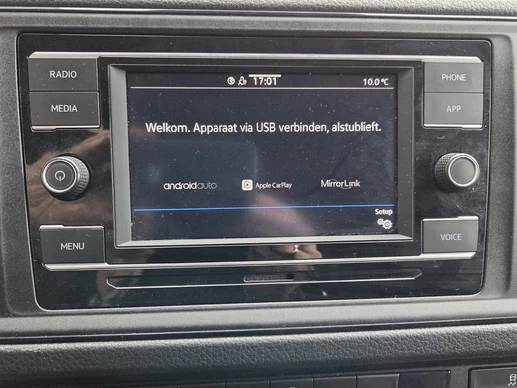 RADIO
MEDIA
MENU
17:01
10.0 °C
Welkom. Apparaat via USB verbinden, alstublieft.
androidauto
Apple CarPlay
MirrorLink
Setup
PHONE
APP
VOICE